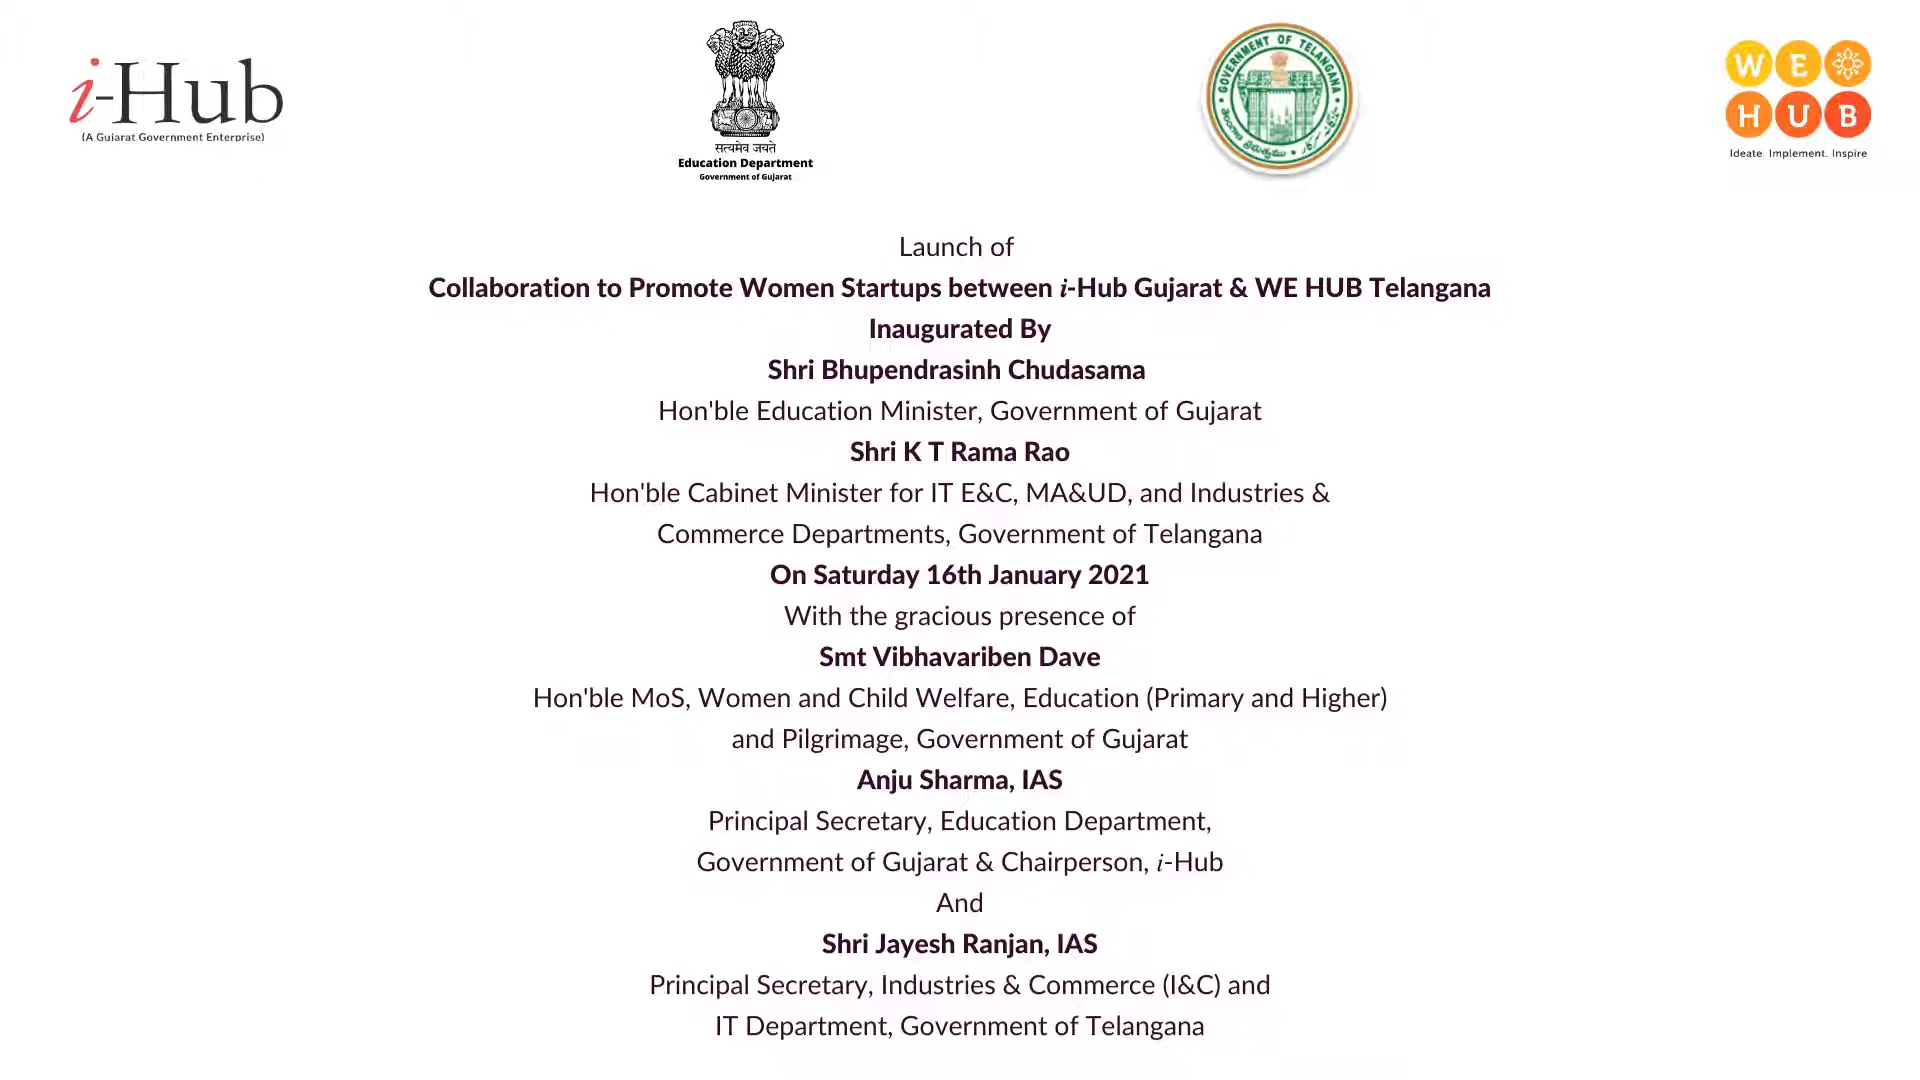 i-Hub
(A Gujarat Government Enterprise)
सत्यमेव जयते
Education Department
Government of Gujarat
GOVERNMENT OF TELANGANA
WE
HUB
Ideate. Implement. Inspire
Launch of
Collaboration to Promote Women Startups between i-Hub Gujarat & WE HUB Telangana
Inaugurated By
Shri Bhupendrasinh Chudasama
Hon'ble Education Minister, Government of Gujarat
Shri K T Rama Rao
Hon'ble Cabinet Minister for IT E&C, MA&UD, and Industries &
Commerce Departments, Government of Telangana
On Saturday 16th January 2021
With the gracious presence of
Smt Vibhavariben Dave
Hon'ble MoS, Women and Child Welfare, Education (Primary and Higher)
and Pilgrimage, Government of Gujarat
Anju Sharma, IAS
Principal Secretary, Education Department,
Government of Gujarat & Chairperson, i-Hub
And
Shri Jayesh Ranjan, IAS
Principal Secretary, Industries & Commerce (I&C) and
IT Department, Government of Telangana